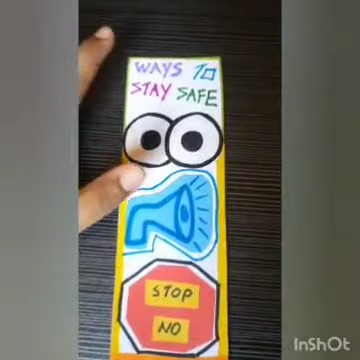 WAYS TO
STAY SAFE
STOP
NO
InShOt